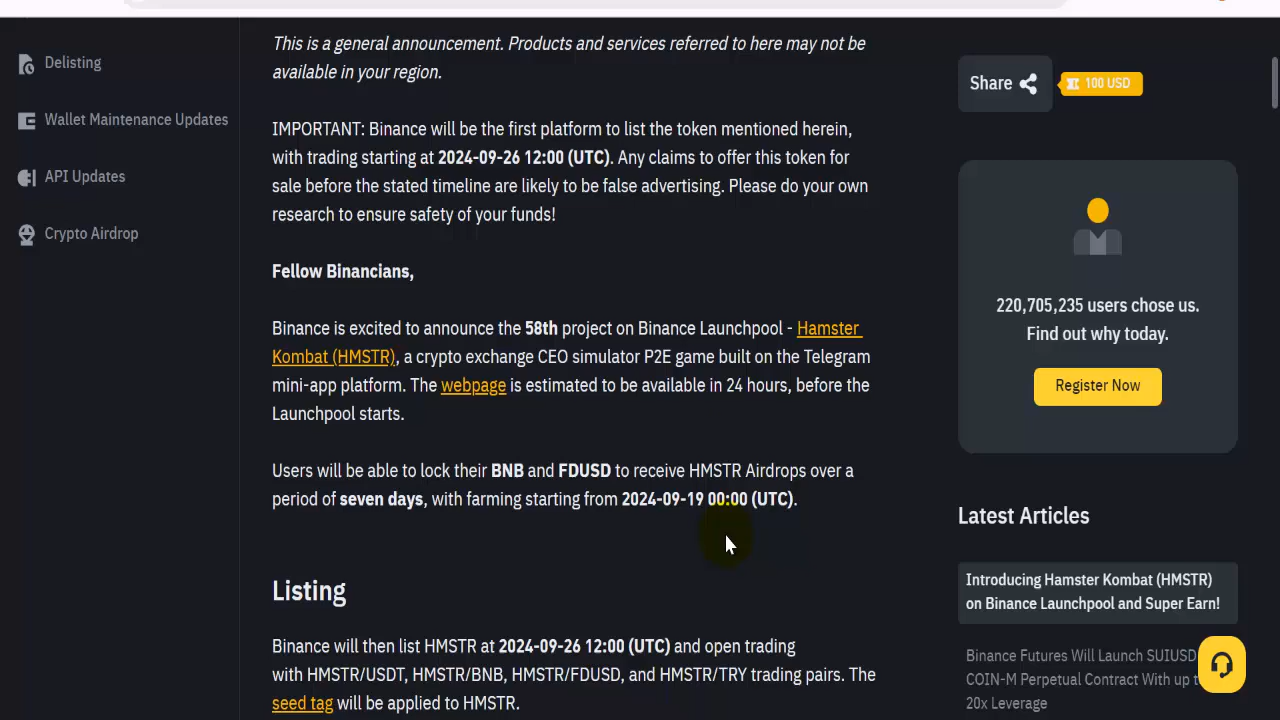 Delisting
Wallet Maintenance Updates
API Updates
Crypto Airdrop
This is a general announcement. Products and services referred to here may not be
available in your region.
IMPORTANT: Binance will be the first platform to list the token mentioned herein,
with trading starting at 2024-09-26 12:00 (UTC). Any claims to offer this token for
sale before the stated timeline are likely to be false advertising. Please do your own
research to ensure safety of your funds!
Fellow Binancians,
Binance is excited to announce the 58th project on Binance Launchpool - Hamster
Kombat (HMSTR), a crypto exchange CEO simulator P2E game built on the Telegram
mini-app platform. The webpage is estimated to be available in 24 hours, before the
Launchpool starts.
Users will be able to lock their BNB and FDUSD to receive HMSTR Airdrops over a
period of seven days, with farming starting from 2024-09-19 00:00 (UTC).
Listing
Binance will then list HMSTR at 2024-09-26 12:00 (UTC) and open trading
with HMSTR/USDT, HMSTR/BNB, HMSTR/FDUSD, and HMSTR/TRY trading pairs. The
seed tag will be applied to HMSTR.
Share
100 USD
220,705,235 users chose us.
Find out why today.
Register Now
Latest Articles
Introducing Hamster Kombat (HMSTR)
on Binance Launchpool and Super Earn!
Binance Futures Will Launch SUIUSD
COIN-M Perpetual Contract With up t
20x Leverage